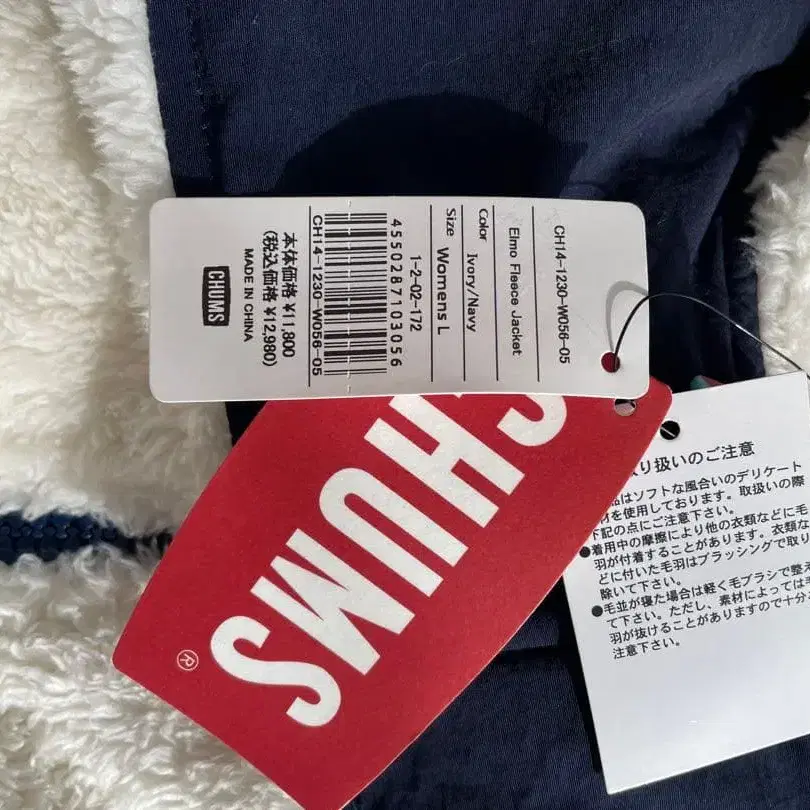 CH14-1230-W056-05
Elmo Fleece Jacket
Color Ivory/Navy
Size Womens L
1-2-02-172
4550287103056
CH14-1230-W056-05
本体価格 ¥11,800
(税込価格 ¥12,980)
CHUMS
MADE IN CHINA
CHUMS
®
り扱いのご注意
品はソフトな風合いのデリケート
材を使用しております。取扱いの際
下記の点にご注意下さい。
●着用中の摩擦により他の衣類などに毛
羽が付着することがあります。衣類な
どに付いた毛羽はブラッシングで取り
除いて下さい。
●毛並が寝た場合は軽く毛ブラシで整え
て下さい。ただし、素材によっては
羽が抜けることがありますので十分
注意下さい。